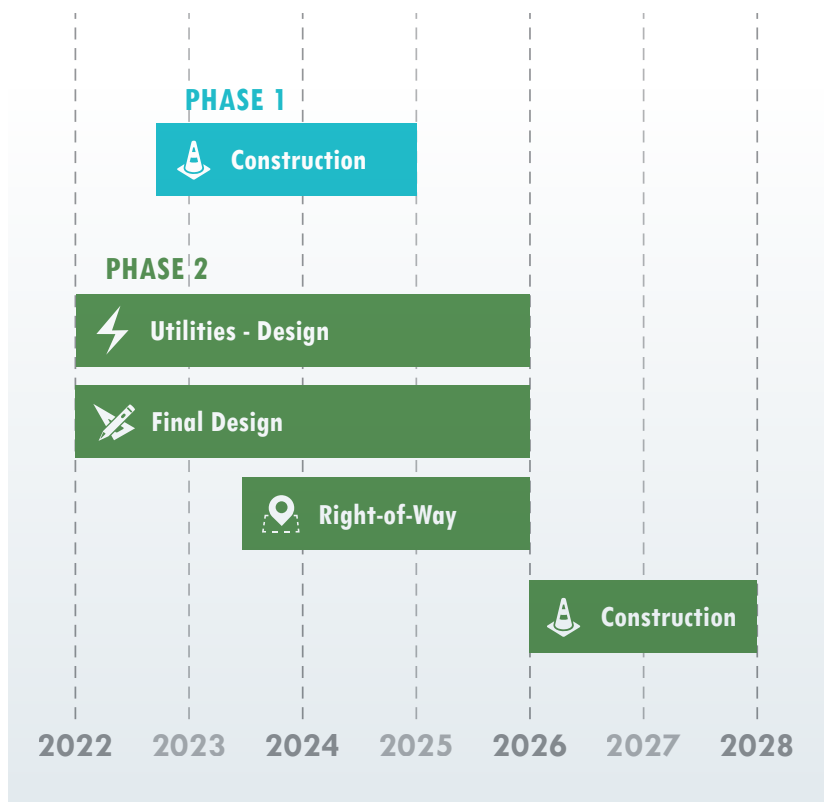 PHASE 1
Construction
PHASE 2
Utilities - Design
Final Design
Right-of-Way
Construction
2022 2023 2024 2025 2026 2027 2028